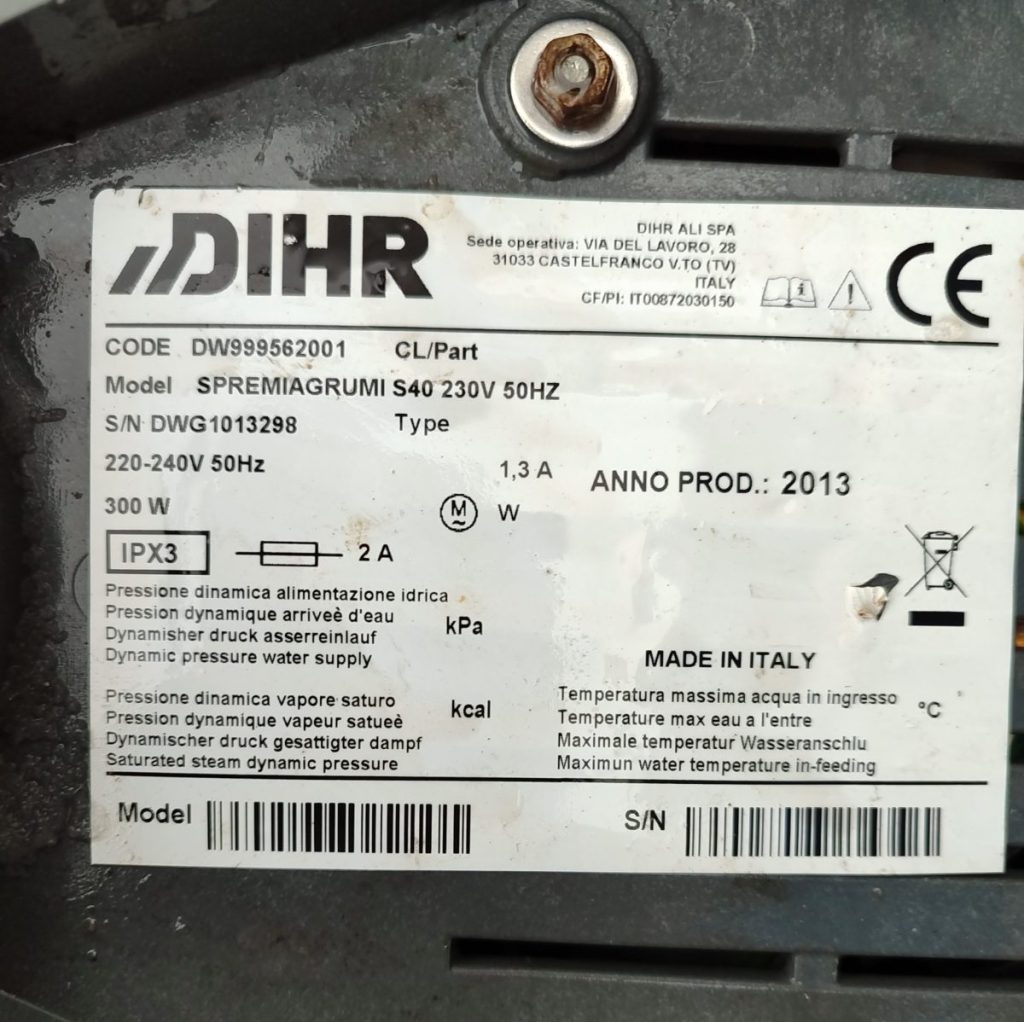 DIHR
DIHR ALI SPA
Sede operativa: VIA DEL LAVORO, 28
31033 CASTELFRANCO V.TO (TV)
ITALY
CF/PI: IT00872030150
CE
CODE DW999562001 CL/Part
Model SPREMIAGRUMI S40 230V 50HZ
S/N DWG1013298 Type
220-240V 50Hz 1,3 A
ANNO PROD.: 2013
300 W M W
IPX3 2 A
Pressione dinamica alimentazione idrica
Pression dynamique arriveè d'eau
Dynamisher druck asserreinlauf
Dynamic pressure water supply
kPa
MADE IN ITALY
Pressione dinamica vapore saturo
Pression dynamique vapeur satueè
Dynamischer druck gesattigter dampf
Saturated steam dynamic pressure
kcal
Temperatura massima acqua in ingresso
Temperature max eau a l'entre
Maximale temperatur Wasseranschlu
Maximun water temperature in-feeding
°C
Model
S/N